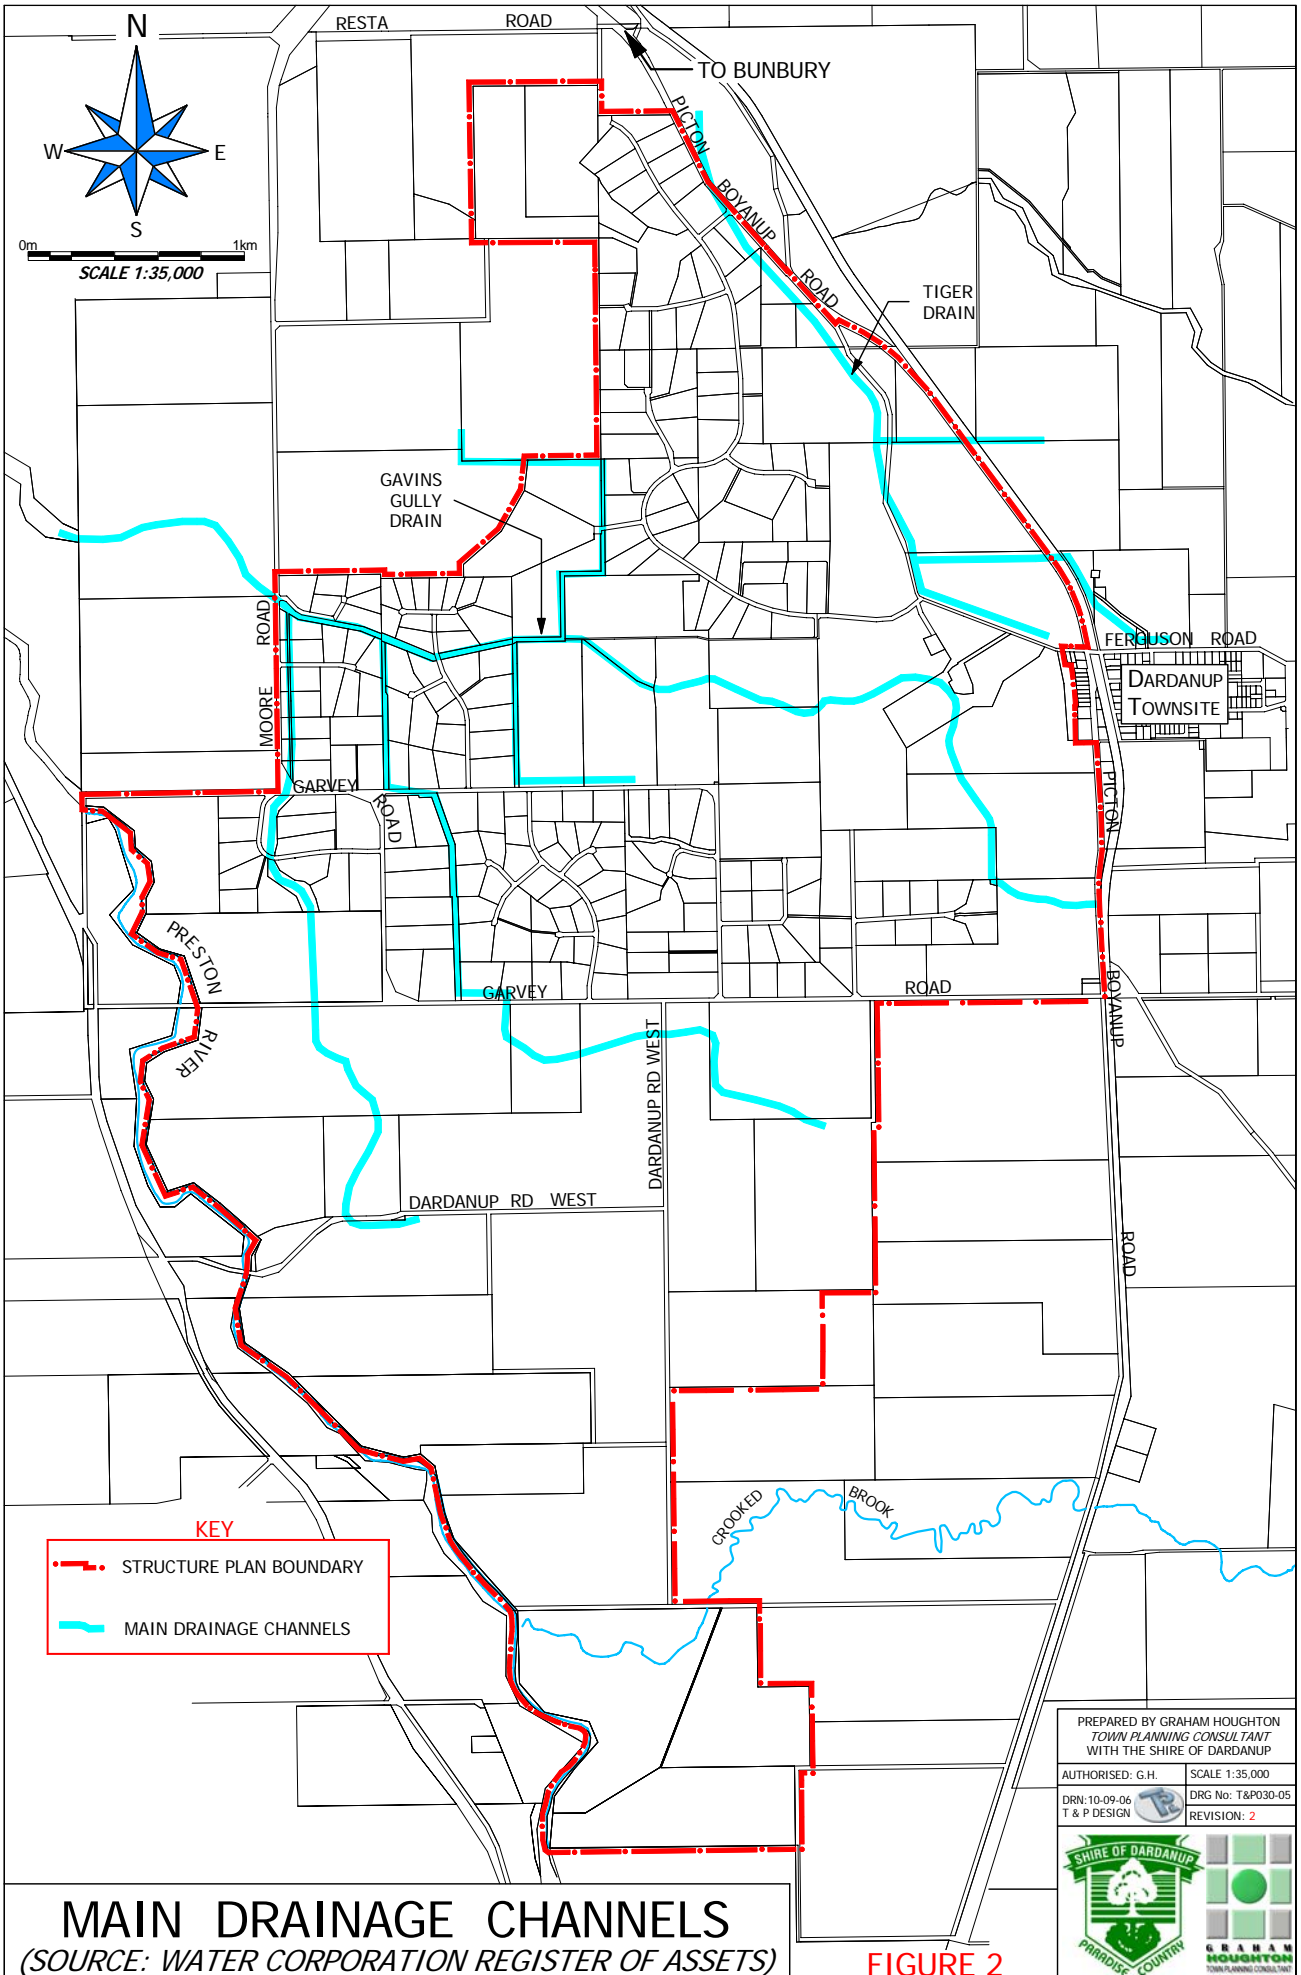 RESTA ROAD
N
W E
S
0m 1km
SCALE 1:35,000
TO BUNBURY
PICTON
BOYANUP
ROAD
TIGER
DRAIN
GAVINS
GULLY
DRAIN
MOORE ROAD
FERGUSON ROAD
DARDANUP
TOWNSITE
GARVEY
ROAD
PICTON
PRESTON
RIVER
GARVEY ROAD
BOYANUP
DARDANUP RD WEST
DARDANUP RD WEST
ROAD
CROOKED BROOK
KEY
STRUCTURE PLAN BOUNDARY
MAIN DRAINAGE CHANNELS
PREPARED BY GRAHAM HOUGHTON
TOWN PLANNING CONSULTANT
WITH THE SHIRE OF DARDANUP
AUTHORISED: G.H.
SCALE 1:35,000
DRN:10-09-06
T & P DESIGN
DRG No: T&P030-05
REVISION: 2
SHIRE OF DARDANUP
PARADISE COUNTRY
GRAHAM
HOUGHTON
TOWN PLANNING CONSULTANT
MAIN DRAINAGE CHANNELS
(SOURCE: WATER CORPORATION REGISTER OF ASSETS)
FIGURE 2